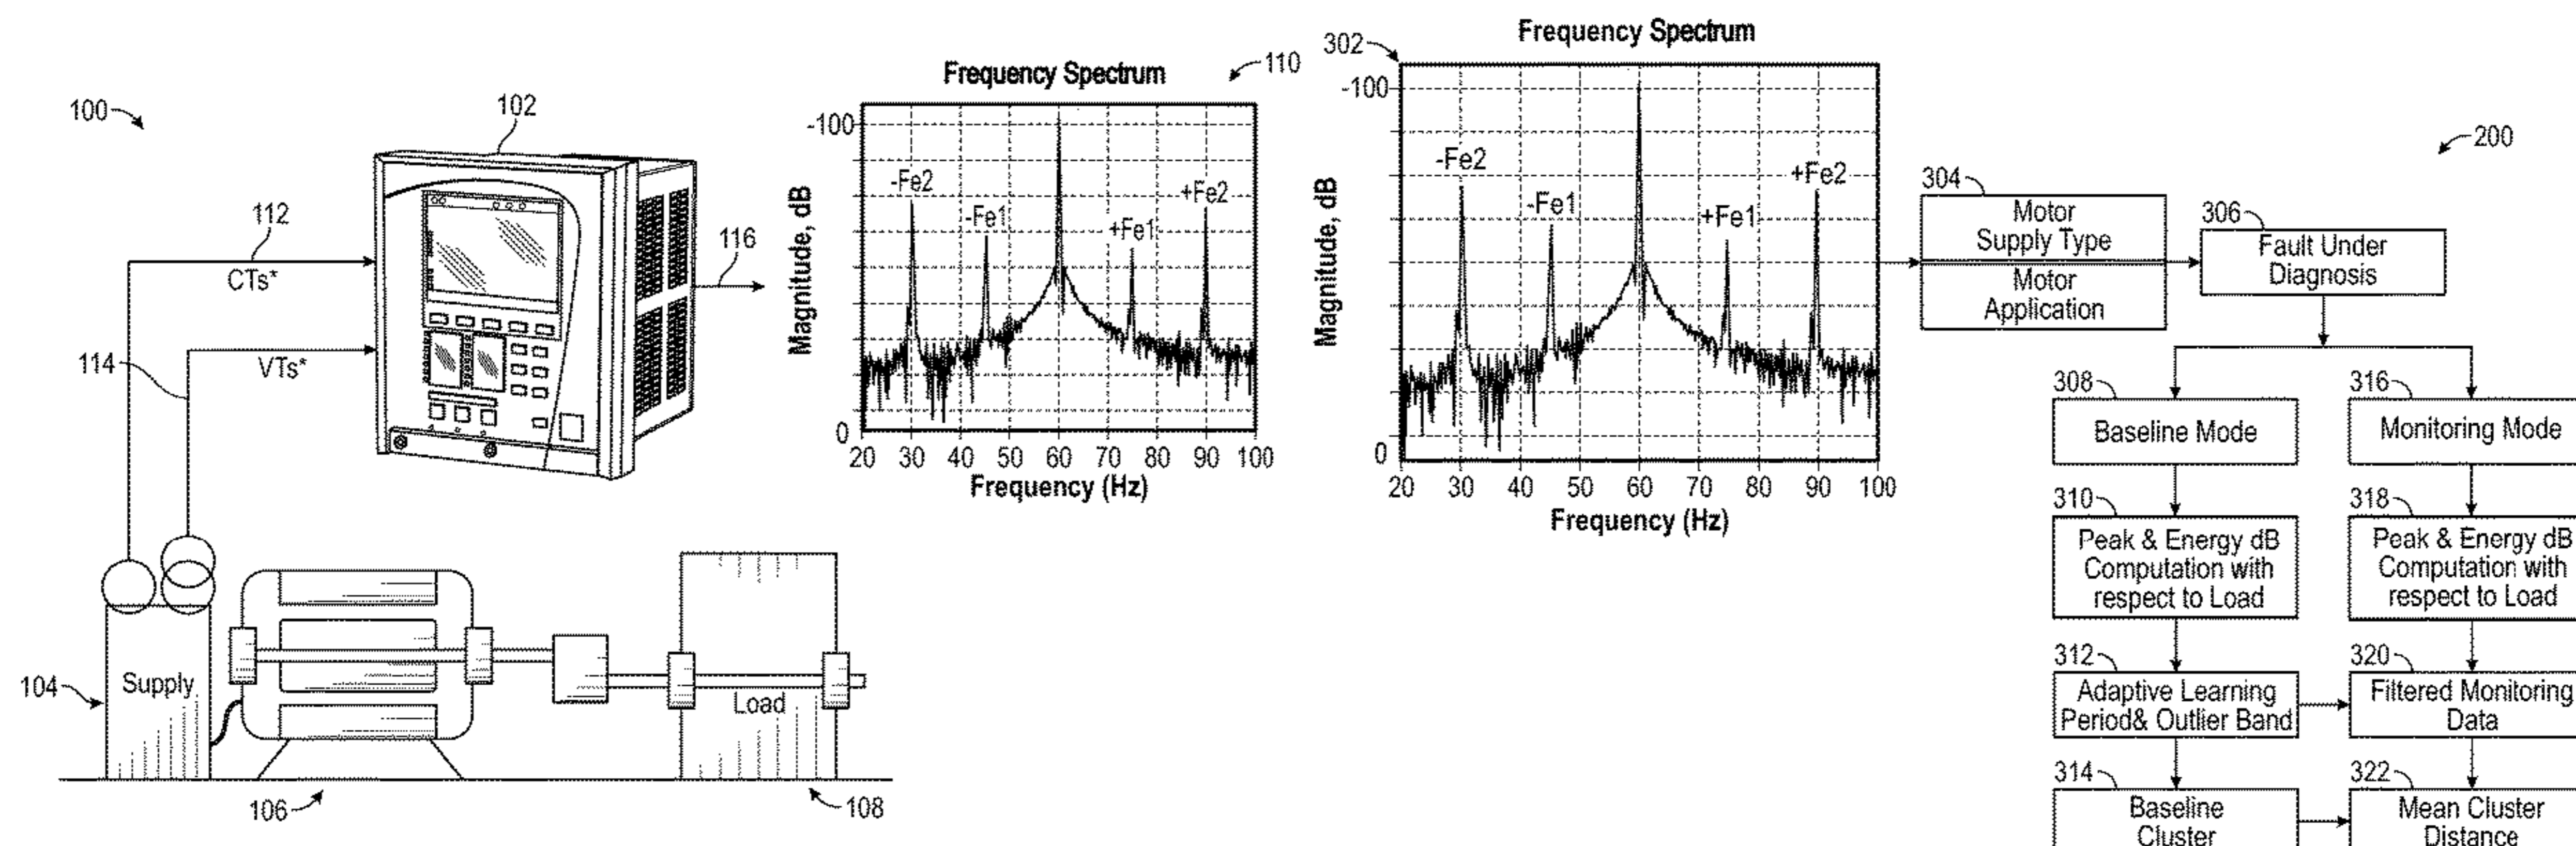 100
102
112
CTs*
114
VTs*
116
104
Supply
Load
106
108
Frequency Spectrum
110
-100
0
Magnitude, dB
-Fe2
-Fe1
+Fe1
+Fe2
20 30 40 50 60 70 80 90 100
Frequency (Hz)
Frequency Spectrum
302
-100
0
Magnitude, dB
-Fe2
-Fe1
+Fe1
+Fe2
20 30 40 50 60 70 80 90 100
Frequency (Hz)
200
304
Motor
Supply Type
Motor
Application
306
Fault Under
Diagnosis
308
Baseline Mode
316
Monitoring Mode
310
Peak & Energy dB
Computation with
respect to Load
318
Peak & Energy dB
Computation with
respect to Load
312
Adaptive Learning
Period& Outlier Band
320
Filtered Monitoring
Data
314
Baseline
Cluster
322
Mean Cluster
Distance